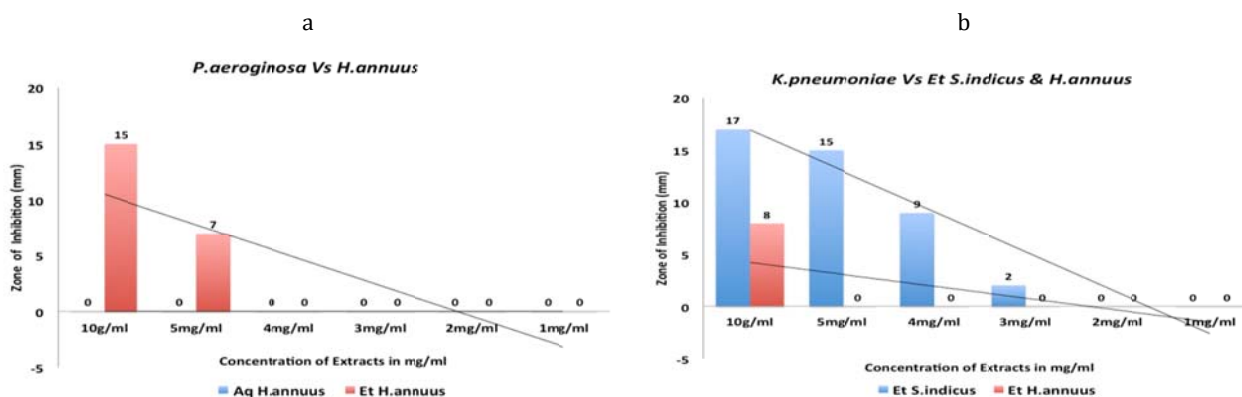 a
P.aeroginosa Vs H.annuus
20
15
10
5
0
-5
Zone of Inhibition (mm)
0 15 0 7 0 0 0 0 0 0 0 0
10g/ml 5mg/ml 4mg/ml 3mg/ml 2mg/ml 1mg/ml
Concentration of Extracts in mg/ml
Aq H.annuus Et H.annuus
b
K.pneumoniae Vs Et S.indicus & H.annuus
20
15
10
5
0
-5
Zone of Inhibition (mm)
17 8 15 0 9 0 2 0 0 0 0 0
10g/ml 5mg/ml 4mg/ml 3mg/ml 2mg/ml 1mg/ml
Concentration of Extracts in mg/ml
Et S.indicus Et H.annuus